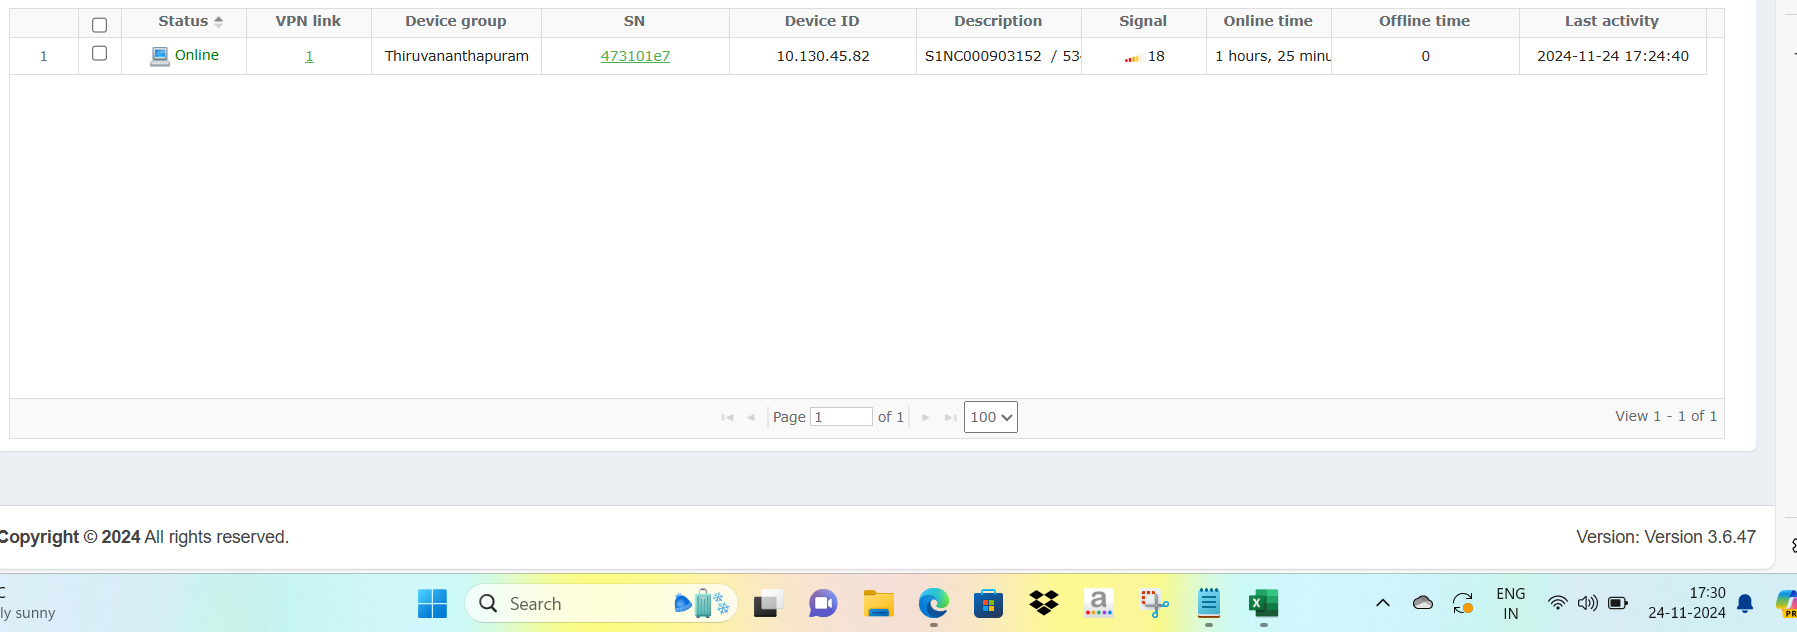 Status VPN link Device group SN Device ID Description Signal Online time Offline time Last activity
1 Online 1 Thiruvananthapuram 473101e7 10.130.45.82 S1NC000903152 / 53 18 1 hours, 25 minu 0 2024-11-24 17:24:40
Page 1 of 1 100 View 1 - 1 of 1
Copyright © 2024 All rights reserved. Version: Version 3.6.47
Search
ly sunny
ENG
IN
17:30
24-11-2024